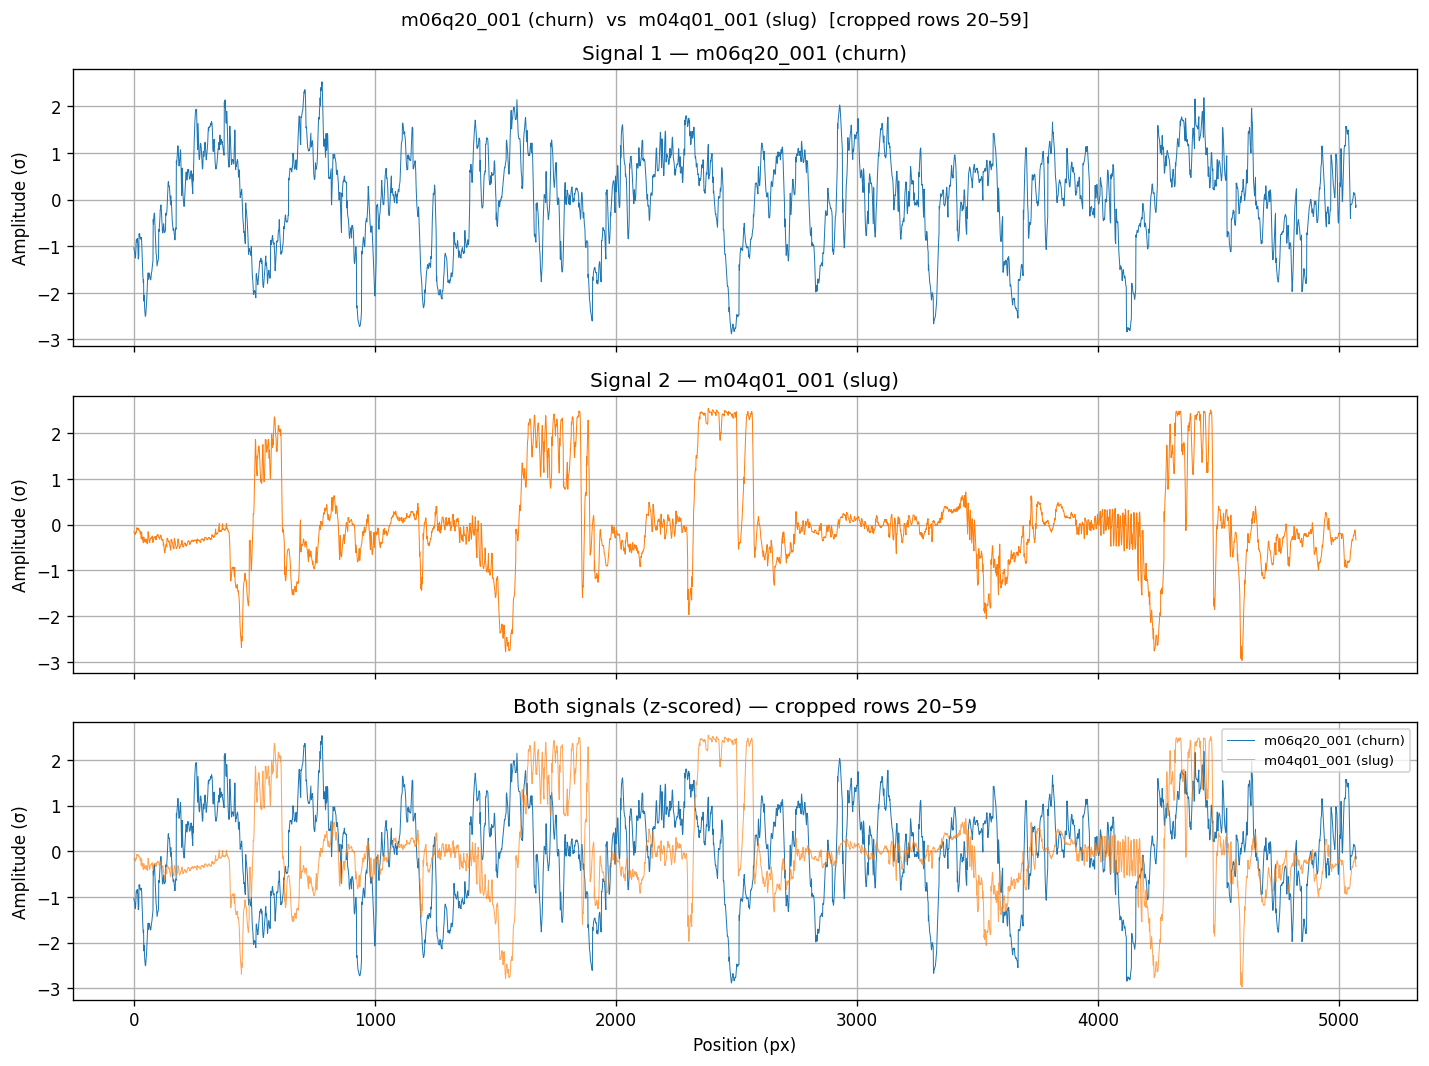 m06q20_001 (churn)  vs  m04q01_001 (slug)  [cropped rows 20–59]
Signal 1 — m06q20_001 (churn)
Amplitude (σ)
2
1
0
−1
−2
−3
Signal 2 — m04q01_001 (slug)
Amplitude (σ)
2
1
0
−1
−2
−3
Both signals (z-scored) — cropped rows 20–59
m06q20_001 (churn)
m04q01_001 (slug)
Amplitude (σ)
2
1
0
−1
−2
−3
0 1000 2000 3000 4000 5000
Position (px)